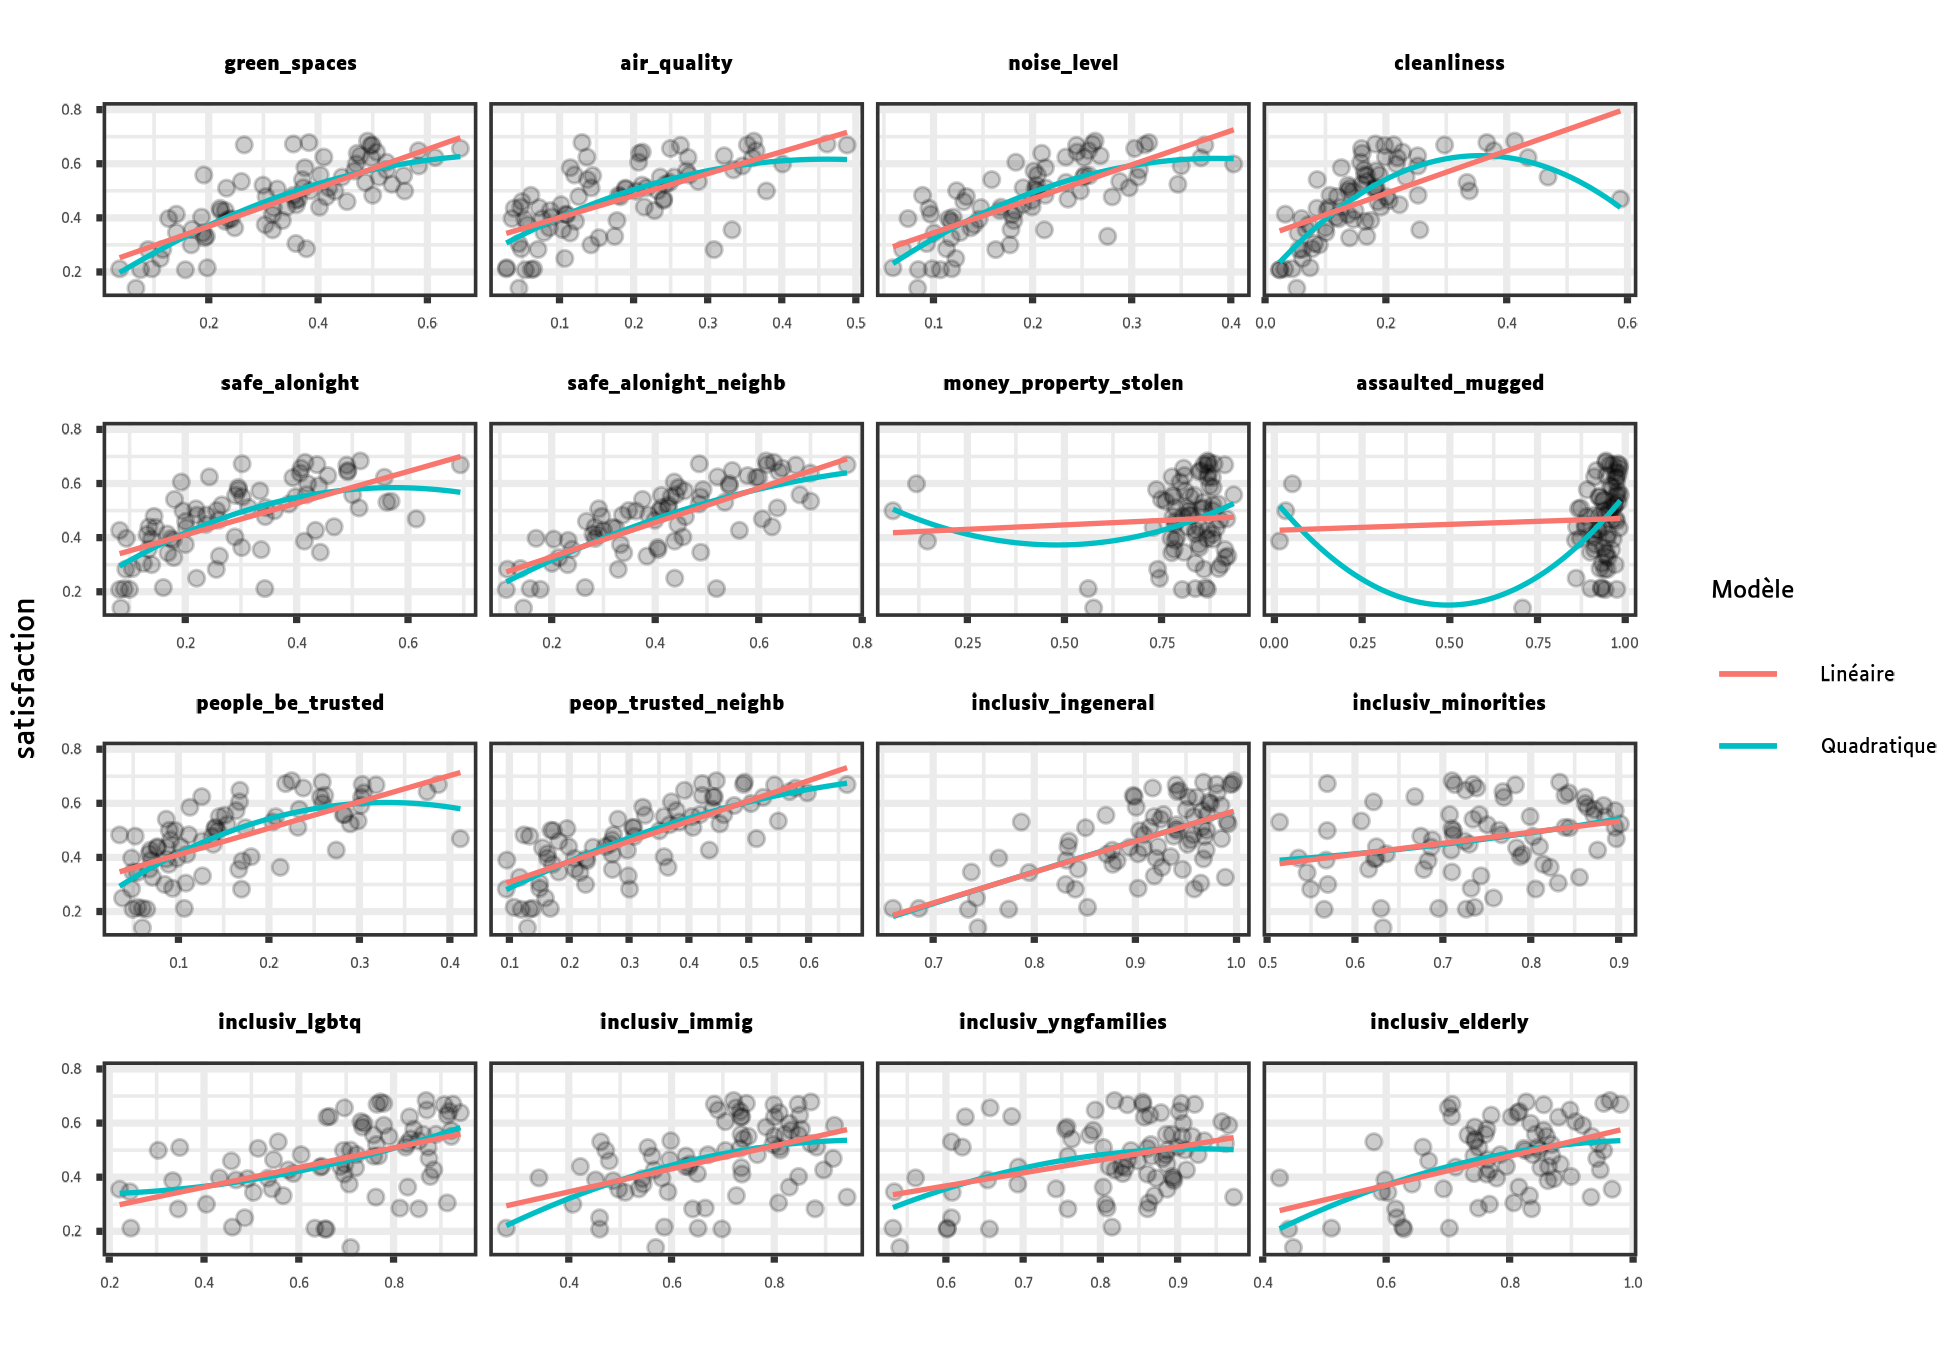 green_spaces
air_quality
noise_level
cleanliness
0.8
0.6
0.4
0.2
0.2 0.4 0.6
0.1 0.2 0.3 0.4 0.5
0.1 0.2 0.3 0.4
0.0 0.2 0.4 0.6
safe_alonight
safe_alonight_neighb
money_property_stolen
assaulted_mugged
0.8
0.6
0.4
0.2
0.2 0.4 0.6
0.2 0.4 0.6 0.8
0.25 0.50 0.75
0.00 0.25 0.50 0.75 1.00
satisfaction
people_be_trusted
peop_trusted_neighb
inclusiv_ingeneral
inclusiv_minorities
0.8
0.6
0.4
0.2
0.1 0.2 0.3 0.4
0.1 0.2 0.3 0.4 0.5 0.6
0.7 0.8 0.9 1.0
0.5 0.6 0.7 0.8 0.9
inclusiv_lgbtq
inclusiv_immig
inclusiv_yngfamilies
inclusiv_elderly
0.8
0.6
0.4
0.2
0.2 0.4 0.6 0.8
0.4 0.6 0.8
0.6 0.7 0.8 0.9
0.4 0.6 0.8 1.0
Modèle
Linéaire
Quadratique